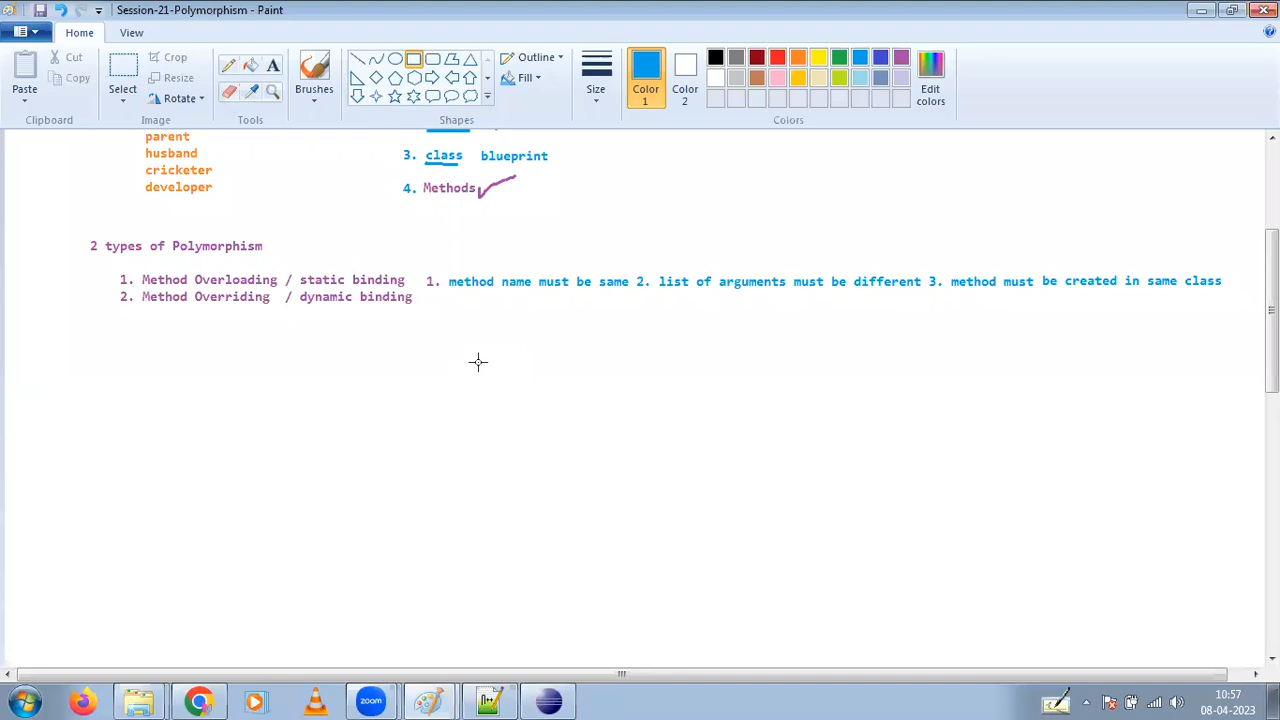 Session-21-Polymorphism - Paint
Home View
Paste
Cut
Copy
Clipboard
Select
Crop
Resize
Rotate
Image
A
Tools
Brushes
Outline
Fill
Shapes
Size
Color 1
Color 2
Edit colors
Colors
parent
husband
cricketer
developer
3. class blueprint
4. Methods
2 types of Polymorphism
1. Method Overloading / static binding 1. method name must be same 2. list of arguments must be different 3. method must be created in same class
2. Method Overriding / dynamic binding
zoom
10:57
08-04-2023